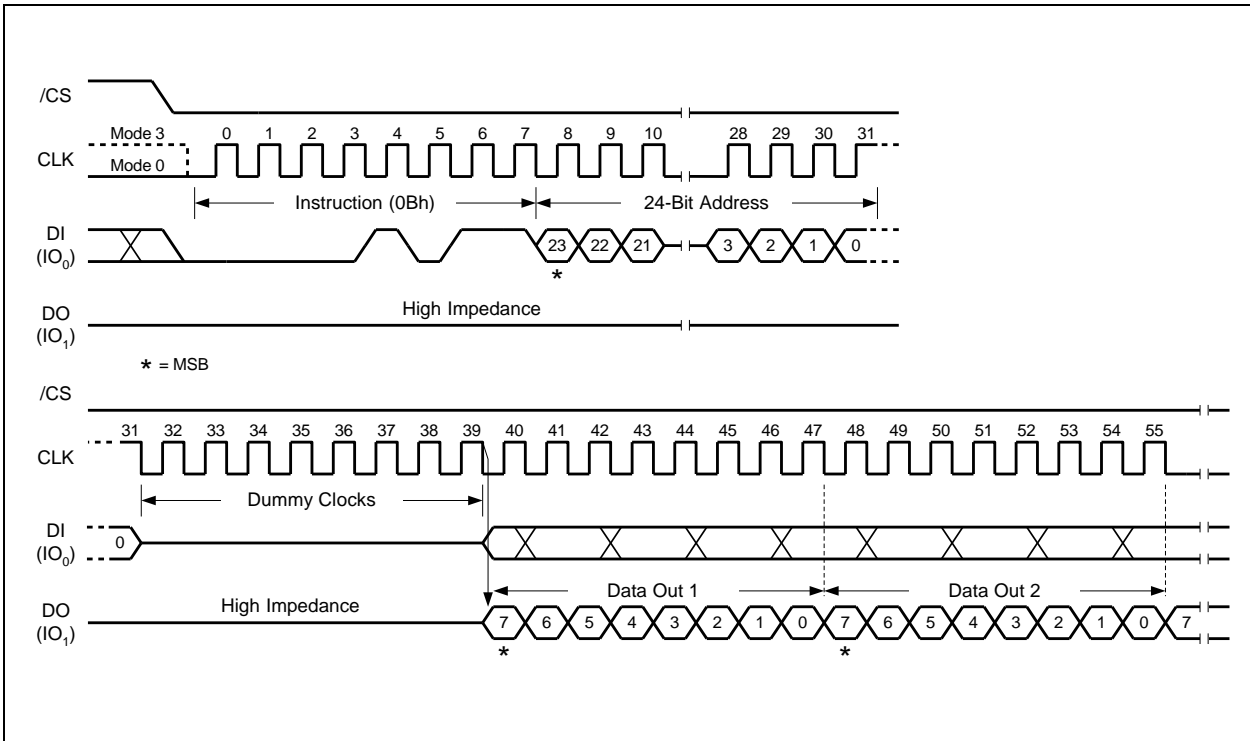 /CS
Mode 3 0 1 2 3 4 5 6 7 8 9 10 28 29 30 31
CLK
Mode 0
Instruction (0Bh) 24-Bit Address
DI
(IO0) 23 22 21 3 2 1 0
*
DO High Impedance
(IO1)
* = MSB
/CS
31 32 33 34 35 36 37 38 39 40 41 42 43 44 45 46 47 48 49 50 51 52 53 54 55
CLK
Dummy Clocks
DI
(IO0) 0
Data Out 1 Data Out 2
DO High Impedance
(IO1) 7 6 5 4 3 2 1 0 7 6 5 4 3 2 1 0 7
* *